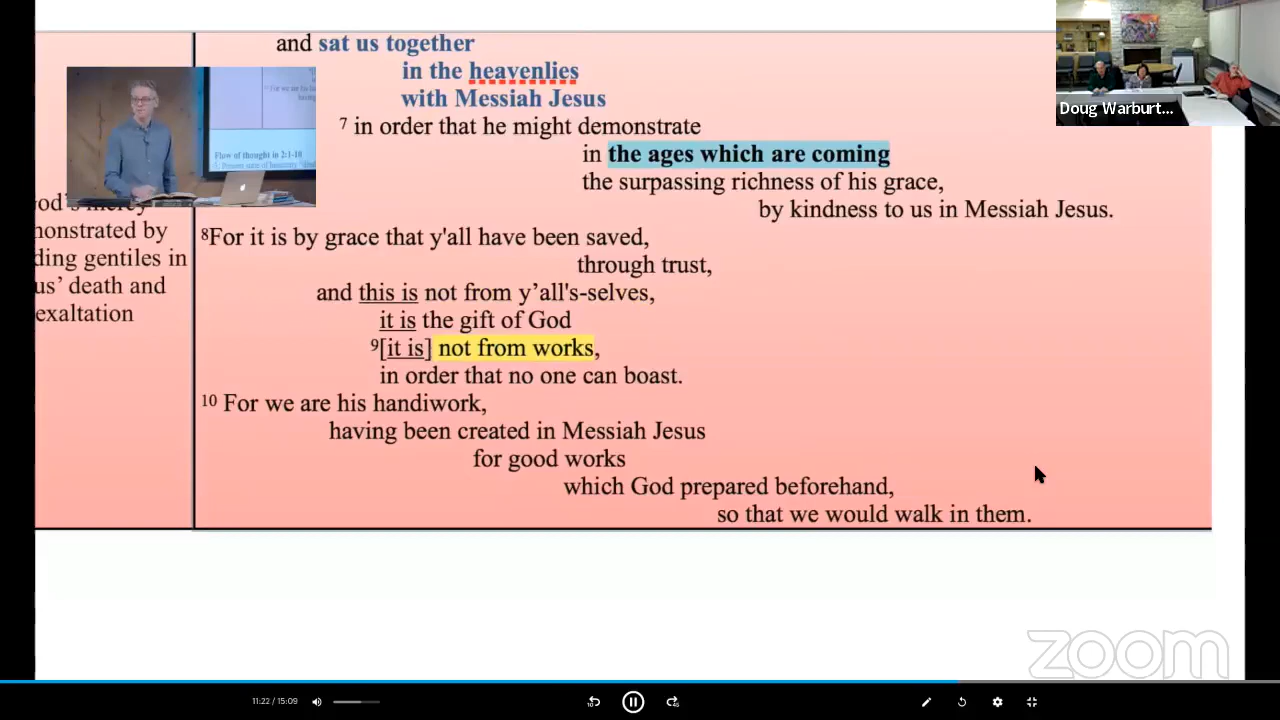 and sat us together
in the heavenlies
with Messiah Jesus
7 in order that he might demonstrate
in the ages which are coming
the surpassing richness of his grace,
by kindness to us in Messiah Jesus.
8For it is by grace that y'all have been saved,
through trust,
and this is not from y’all's-selves,
it is the gift of God
9[it is] not from works,
in order that no one can boast.
10 For we are his handiwork,
having been created in Messiah Jesus
for good works
which God prepared beforehand,
so that we would walk in them.
od's mercy
nonstrated by
ding gentiles in
us’ death and
exaltation
Flow of thought in 2:1-10
Doug Warburt...
zoom
11:22 / 15:09
10
45